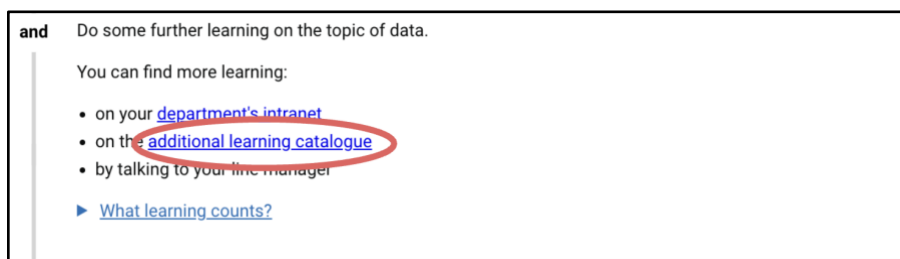 and Do some further learning on the topic of data.
You can find more learning:
• on your department's intranet
• on the additional learning catalogue
• by talking to your line manager
▶ What learning counts?